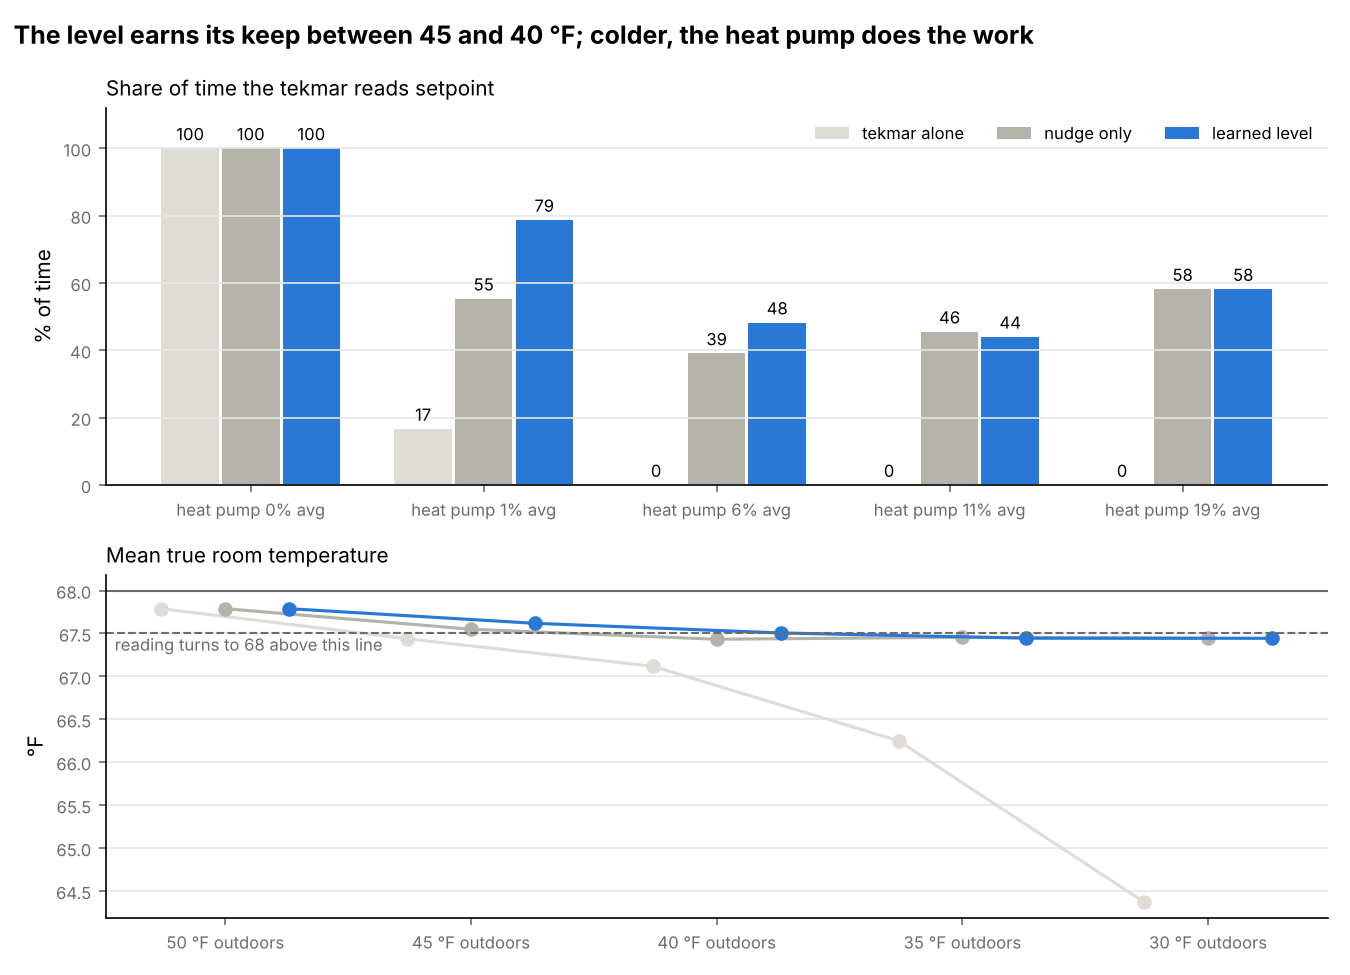 The level earns its keep between 45 and 40 °F; colder, the heat pump does the work
Share of time the tekmar reads setpoint
tekmar alone nudge only learned level
% of time
100
80
60
40
20
0
100 100 100
17 55 79
0 39 48
0 46 44
0 58 58
heat pump 0% avg heat pump 1% avg heat pump 6% avg heat pump 11% avg heat pump 19% avg
Mean true room temperature
°F
68.0
67.5
67.0
66.5
66.0
65.5
65.0
64.5
reading turns to 68 above this line
50 °F outdoors 45 °F outdoors 40 °F outdoors 35 °F outdoors 30 °F outdoors